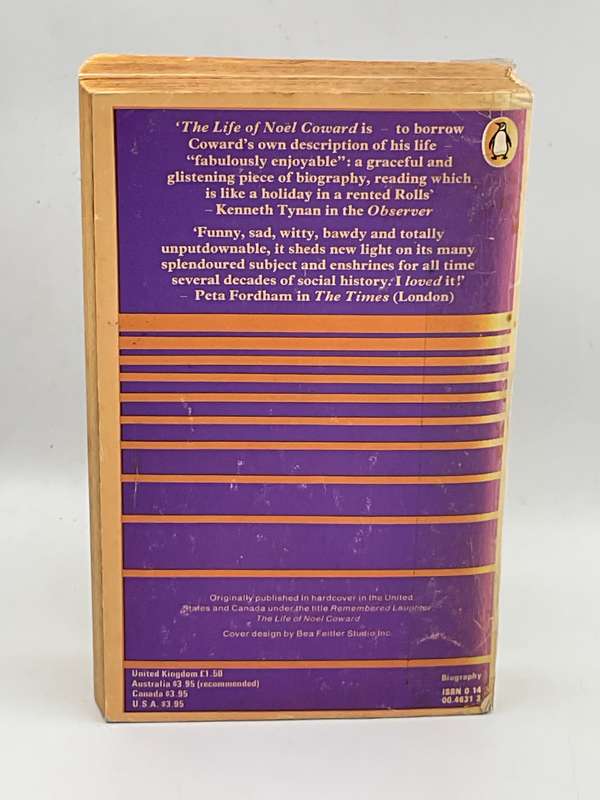 ‘The Life of Noël Coward is – to borrow
Coward's own description of his life –
“fabulously enjoyable”: a graceful and
glistening piece of biography, reading which
is like a holiday in a rented Rolls’
– Kenneth Tynan in the Observer
‘Funny, sad, witty, bawdy and totally
unputdownable, it sheds new light on its many
splendoured subject and enshrines for all time
several decades of social history. I loved it!’
– Peta Fordham in The Times (London)
Originally published in hardcover in the United
States and Canada under the title Remembered Laughter
The Life of Noel Coward
Cover design by Bea Feitler Studio Inc.
United Kingdom £1.50
Australia $3.95 (recommended)
Canada $3.95
U.S.A. $3.95
Biography
ISBN 0 14
00.4631 2